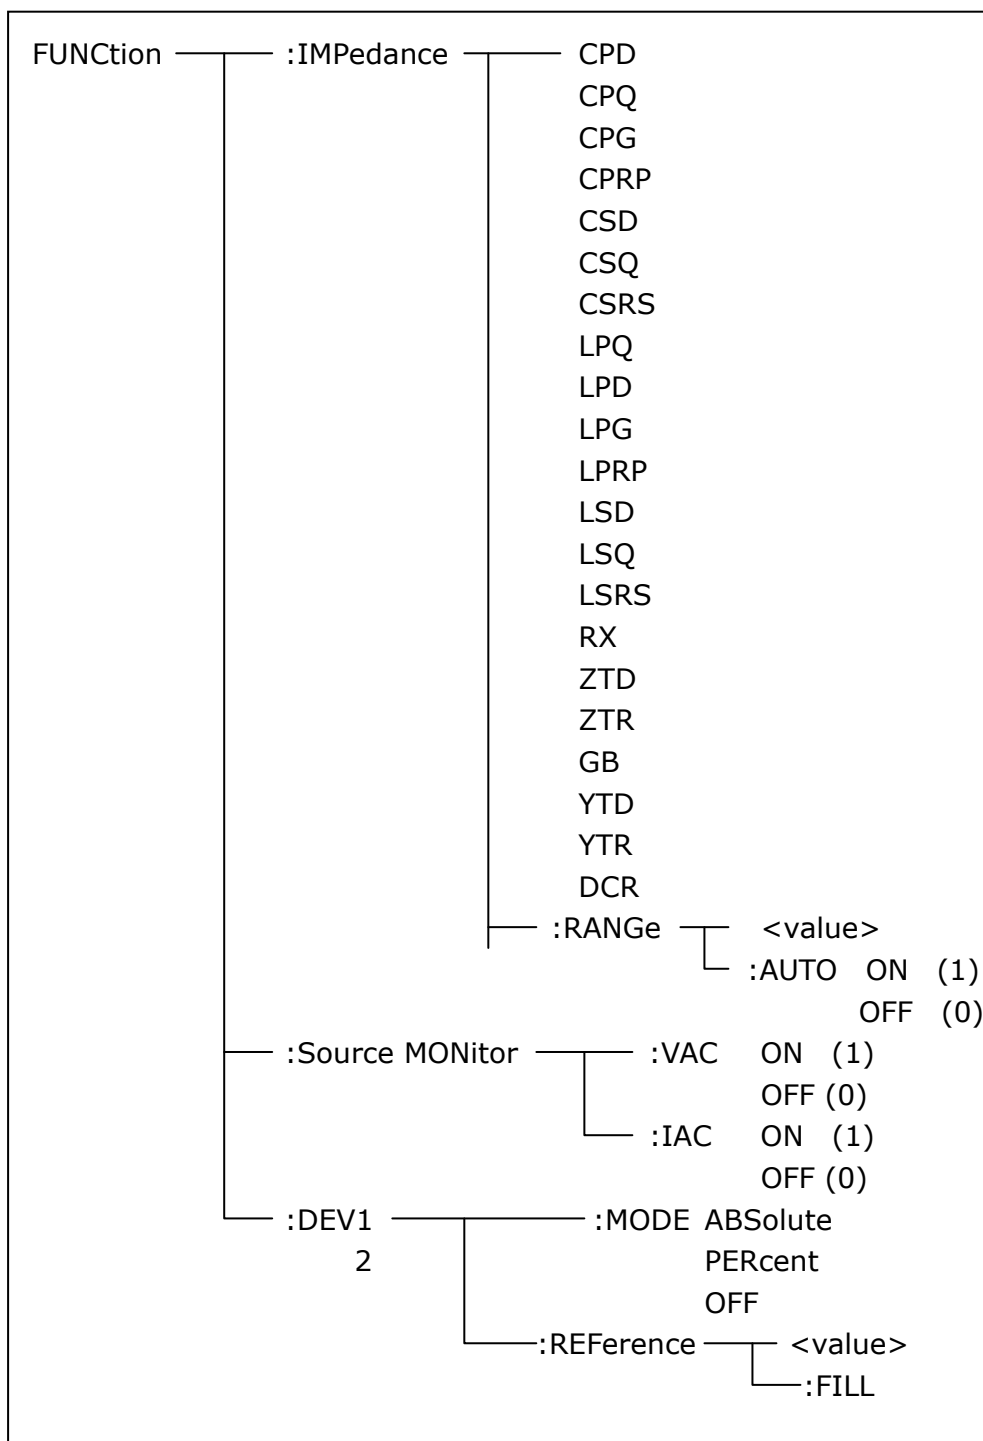 FUNCtion :IMPedance CPD
CPQ
CPG
CPRP
CSD
CSQ
CSRS
LPQ
LPD
LPG
LPRP
LSD
LSQ
LSRS
RX
ZTD
ZTR
GB
YTD
YTR
DCR
:RANGe <value>
:AUTO ON (1)
OFF (0)
:Source MONitor :VAC ON (1)
OFF (0)
:IAC ON (1)
OFF (0)
:DEV1 :MODE ABSolute
2 PERcent
OFF
:REFerence <value>
:FILL